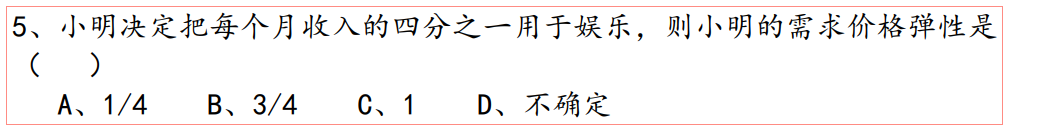 5、小明决定把每个月收入的四分之一用于娱乐，则小明的需求价格弹性是
（   ）
A、1/4   B、3/4   C、1   D、不确定